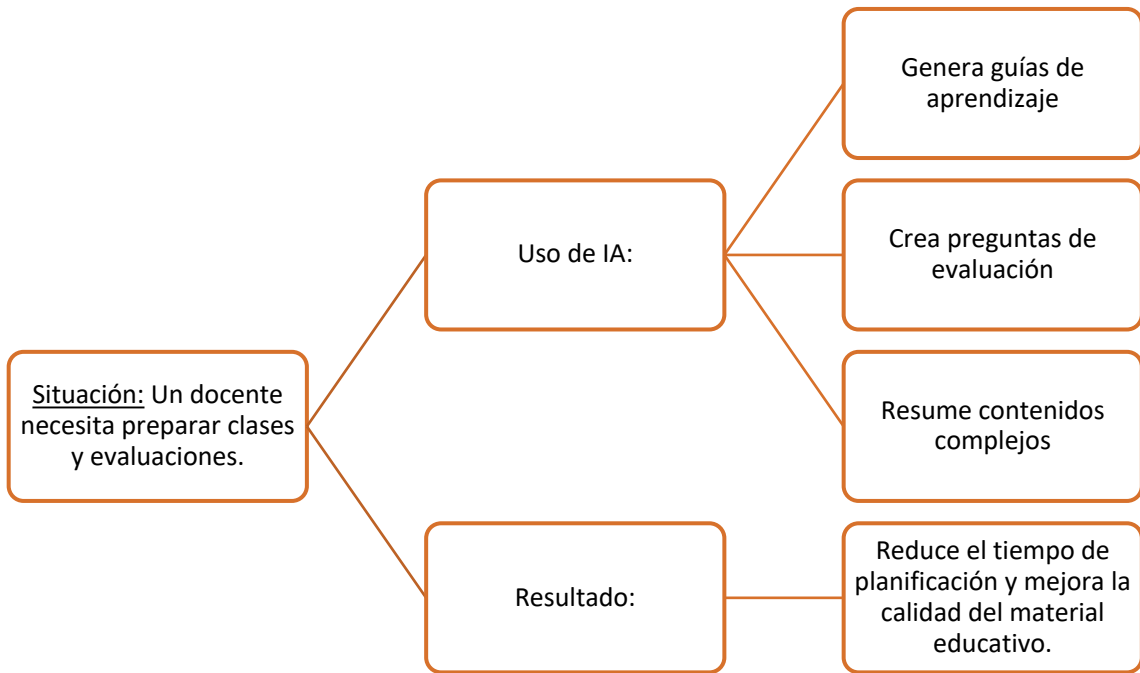 Situación: Un docente
necesita preparar clases
y evaluaciones.
Uso de IA:
Genera guías de
aprendizaje
Crea preguntas de
evaluación
Resume contenidos
complejos
Resultado:
Reduce el tiempo de
planificación y mejora la
calidad del material
educativo.